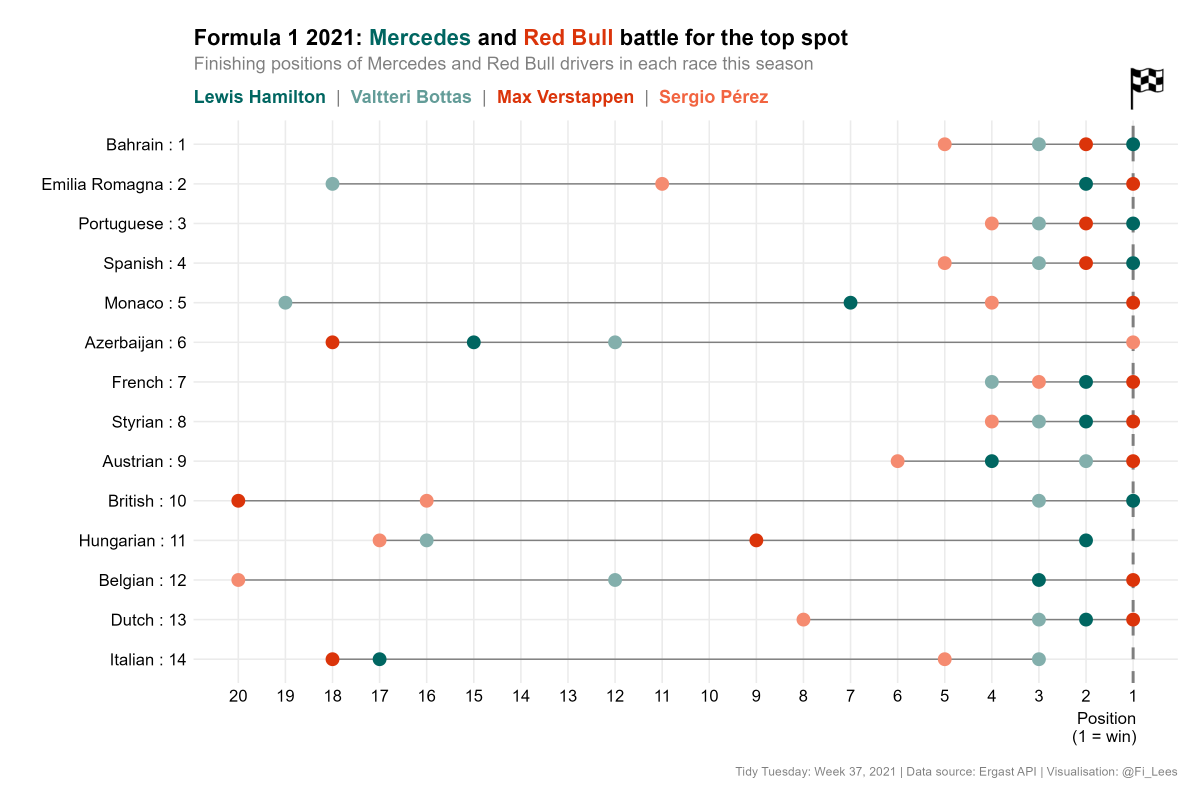 Formula 1 2021: Mercedes and Red Bull battle for the top spot
Finishing positions of Mercedes and Red Bull drivers in each race this season
Lewis Hamilton | Valtteri Bottas | Max Verstappen | Sergio Pérez
Bahrain : 1
Emilia Romagna : 2
Portuguese : 3
Spanish : 4
Monaco : 5
Azerbaijan : 6
French : 7
Styrian : 8
Austrian : 9
British : 10
Hungarian : 11
Belgian : 12
Dutch : 13
Italian : 14
20 19 18 17 16 15 14 13 12 11 10 9 8 7 6 5 4 3 2 1
Position
(1 = win)
Tidy Tuesday: Week 37, 2021 | Data source: Ergast API | Visualisation: @Fi_Lees